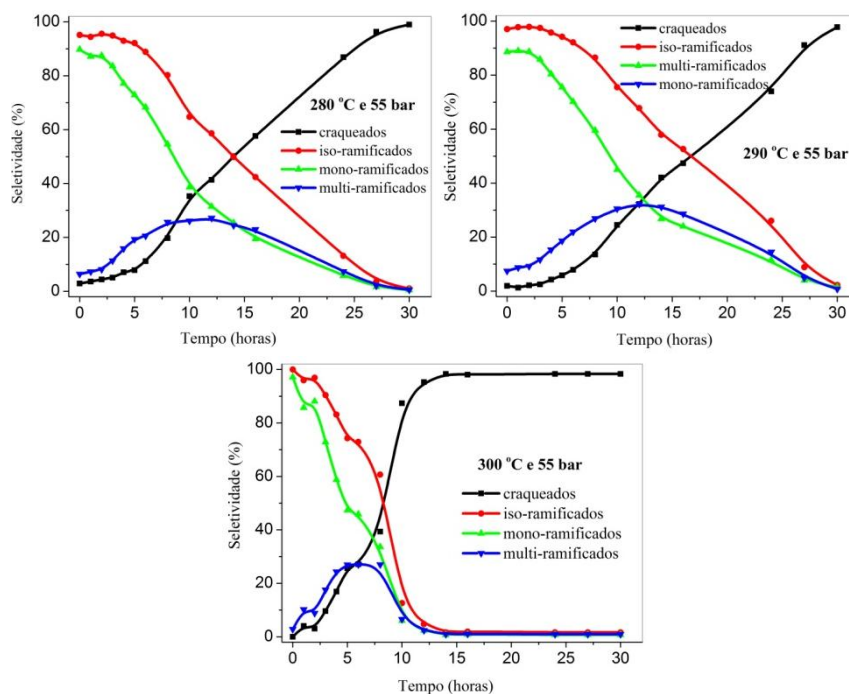 Seletividade (%)
100
80
60
40
20
0
280 °C e 55 bar
craqueados
iso-ramificados
mono-ramificados
multi-ramificados
0 5 10 15 20 25 30
Tempo (horas)
Seletividade (%)
100
80
60
40
20
0
craqueados
iso-ramificados
multi-ramificados
mono-ramificados
290 °C e 55 bar
0 5 10 15 20 25 30
Tempo (horas)
Seletividade (%)
100
80
60
40
20
0
300 °C e 55 bar
craqueados
iso-ramificados
mono-ramificados
multi-ramificados
0 5 10 15 20 25 30
Tempo (horas)